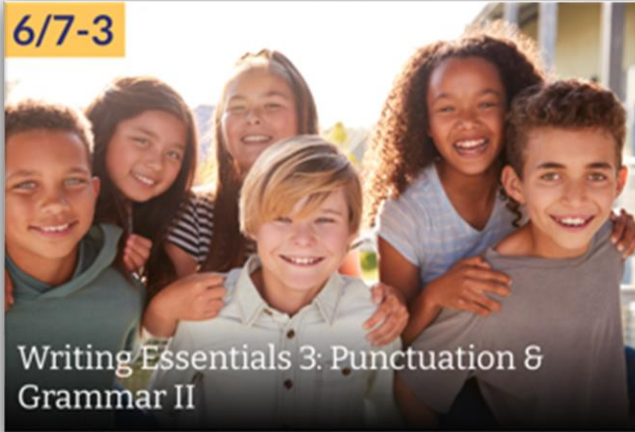 6/7-3
Writing Essentials 3: Punctuation &
Grammar II